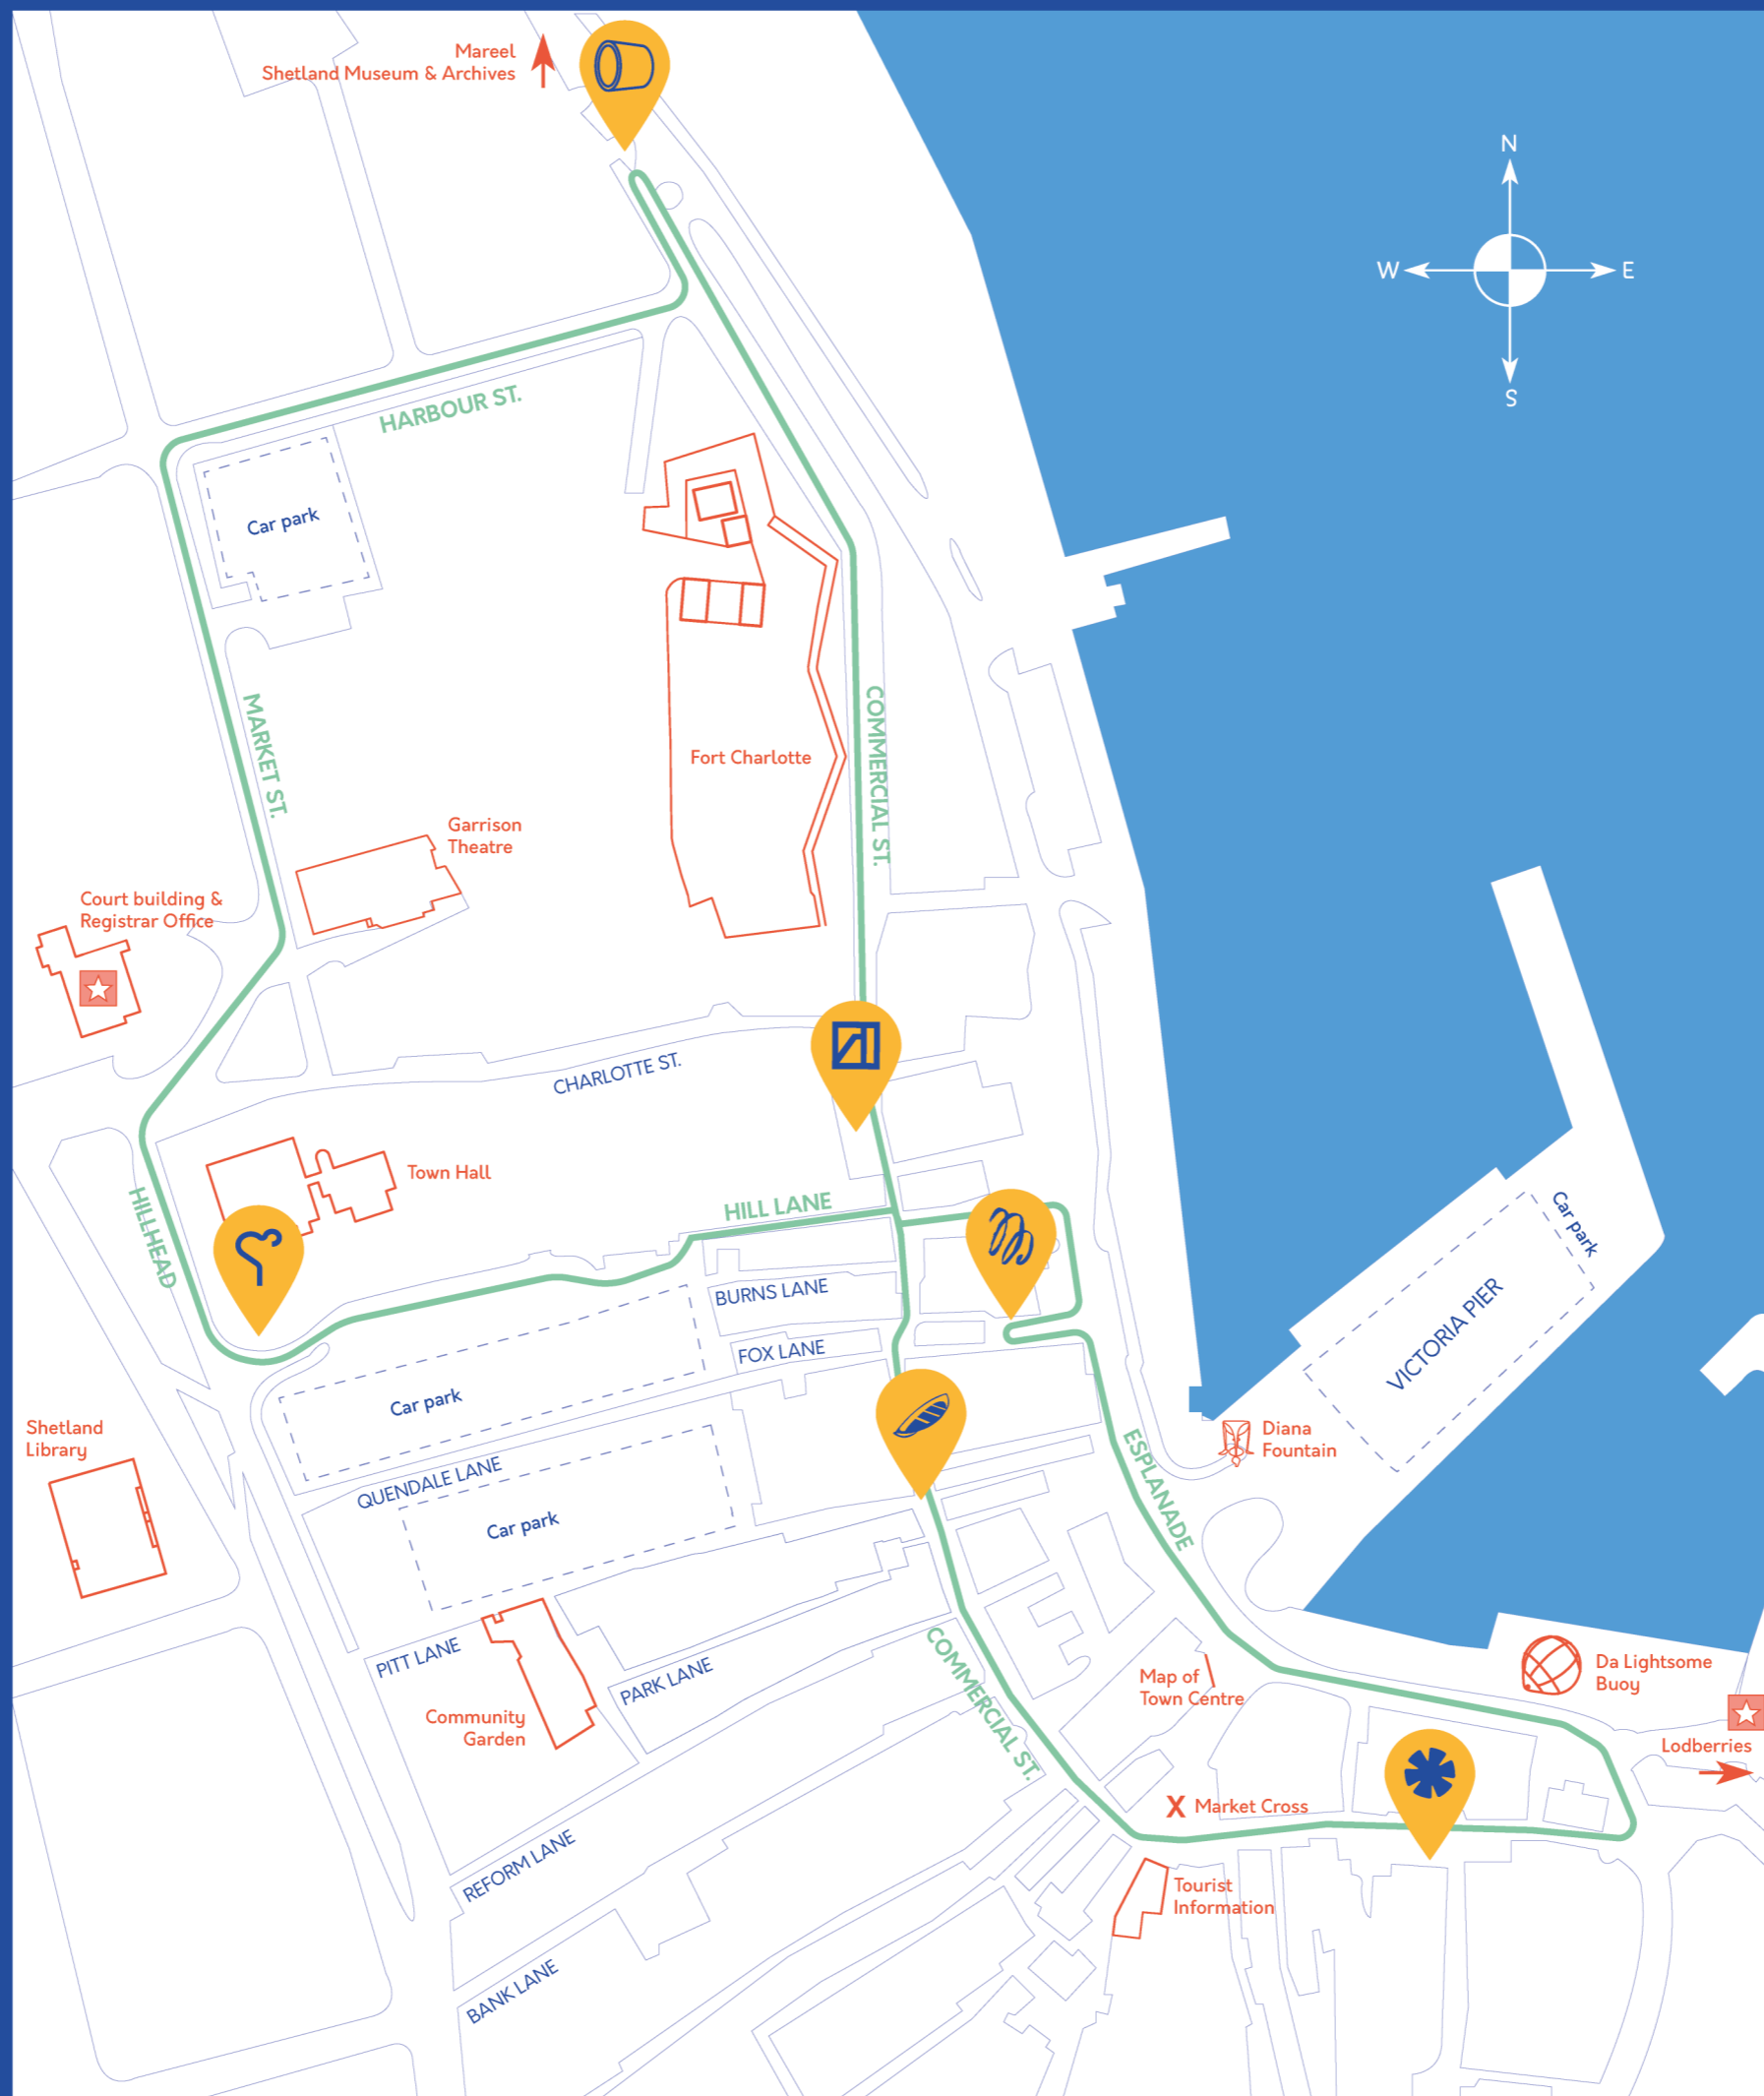 Mareel
Shetland Museum & Archives
N
W
E
S
HARBOUR ST.
Car park
MARKET ST.
COMMERCIAL ST.
Fort Charlotte
Garrison
Theatre
Court building &
Registrar Office
CHARLOTTE ST.
Town Hall
HILLHEAD
HILL LANE
Car park
VICTORIA PIER
BURNS LANE
FOX LANE
Car park
Shetland
Library
QUENDALE LANE
Car park
ESPLANADE
Diana
Fountain
PITT LANE
PARK LANE
Community
Garden
COMMERCIAL ST.
Map of
Town Centre
Da Lightsome
Buoy
Lodberries
X Market Cross
REFORM LANE
Tourist
Information
BANK LANE